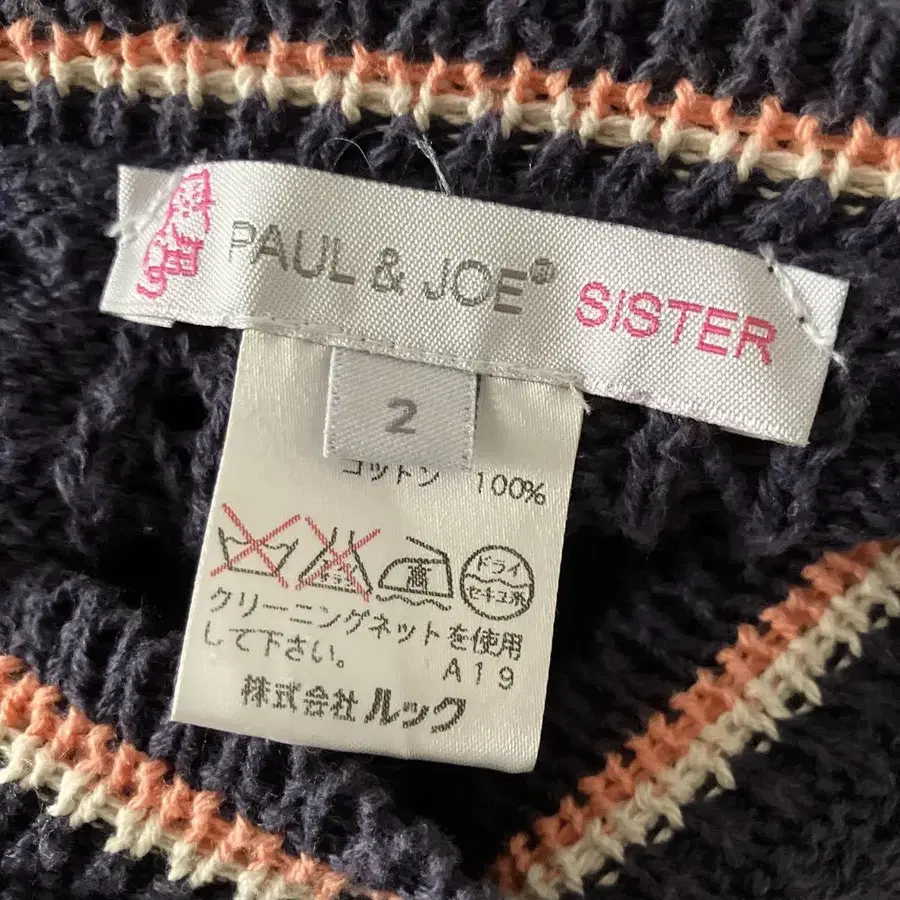 PAUL & JOE® SISTER
2
コットン 100%
ドライ
セキユ系
クリーニングネットを使用
して下さい。
A19
株式会社 ルック